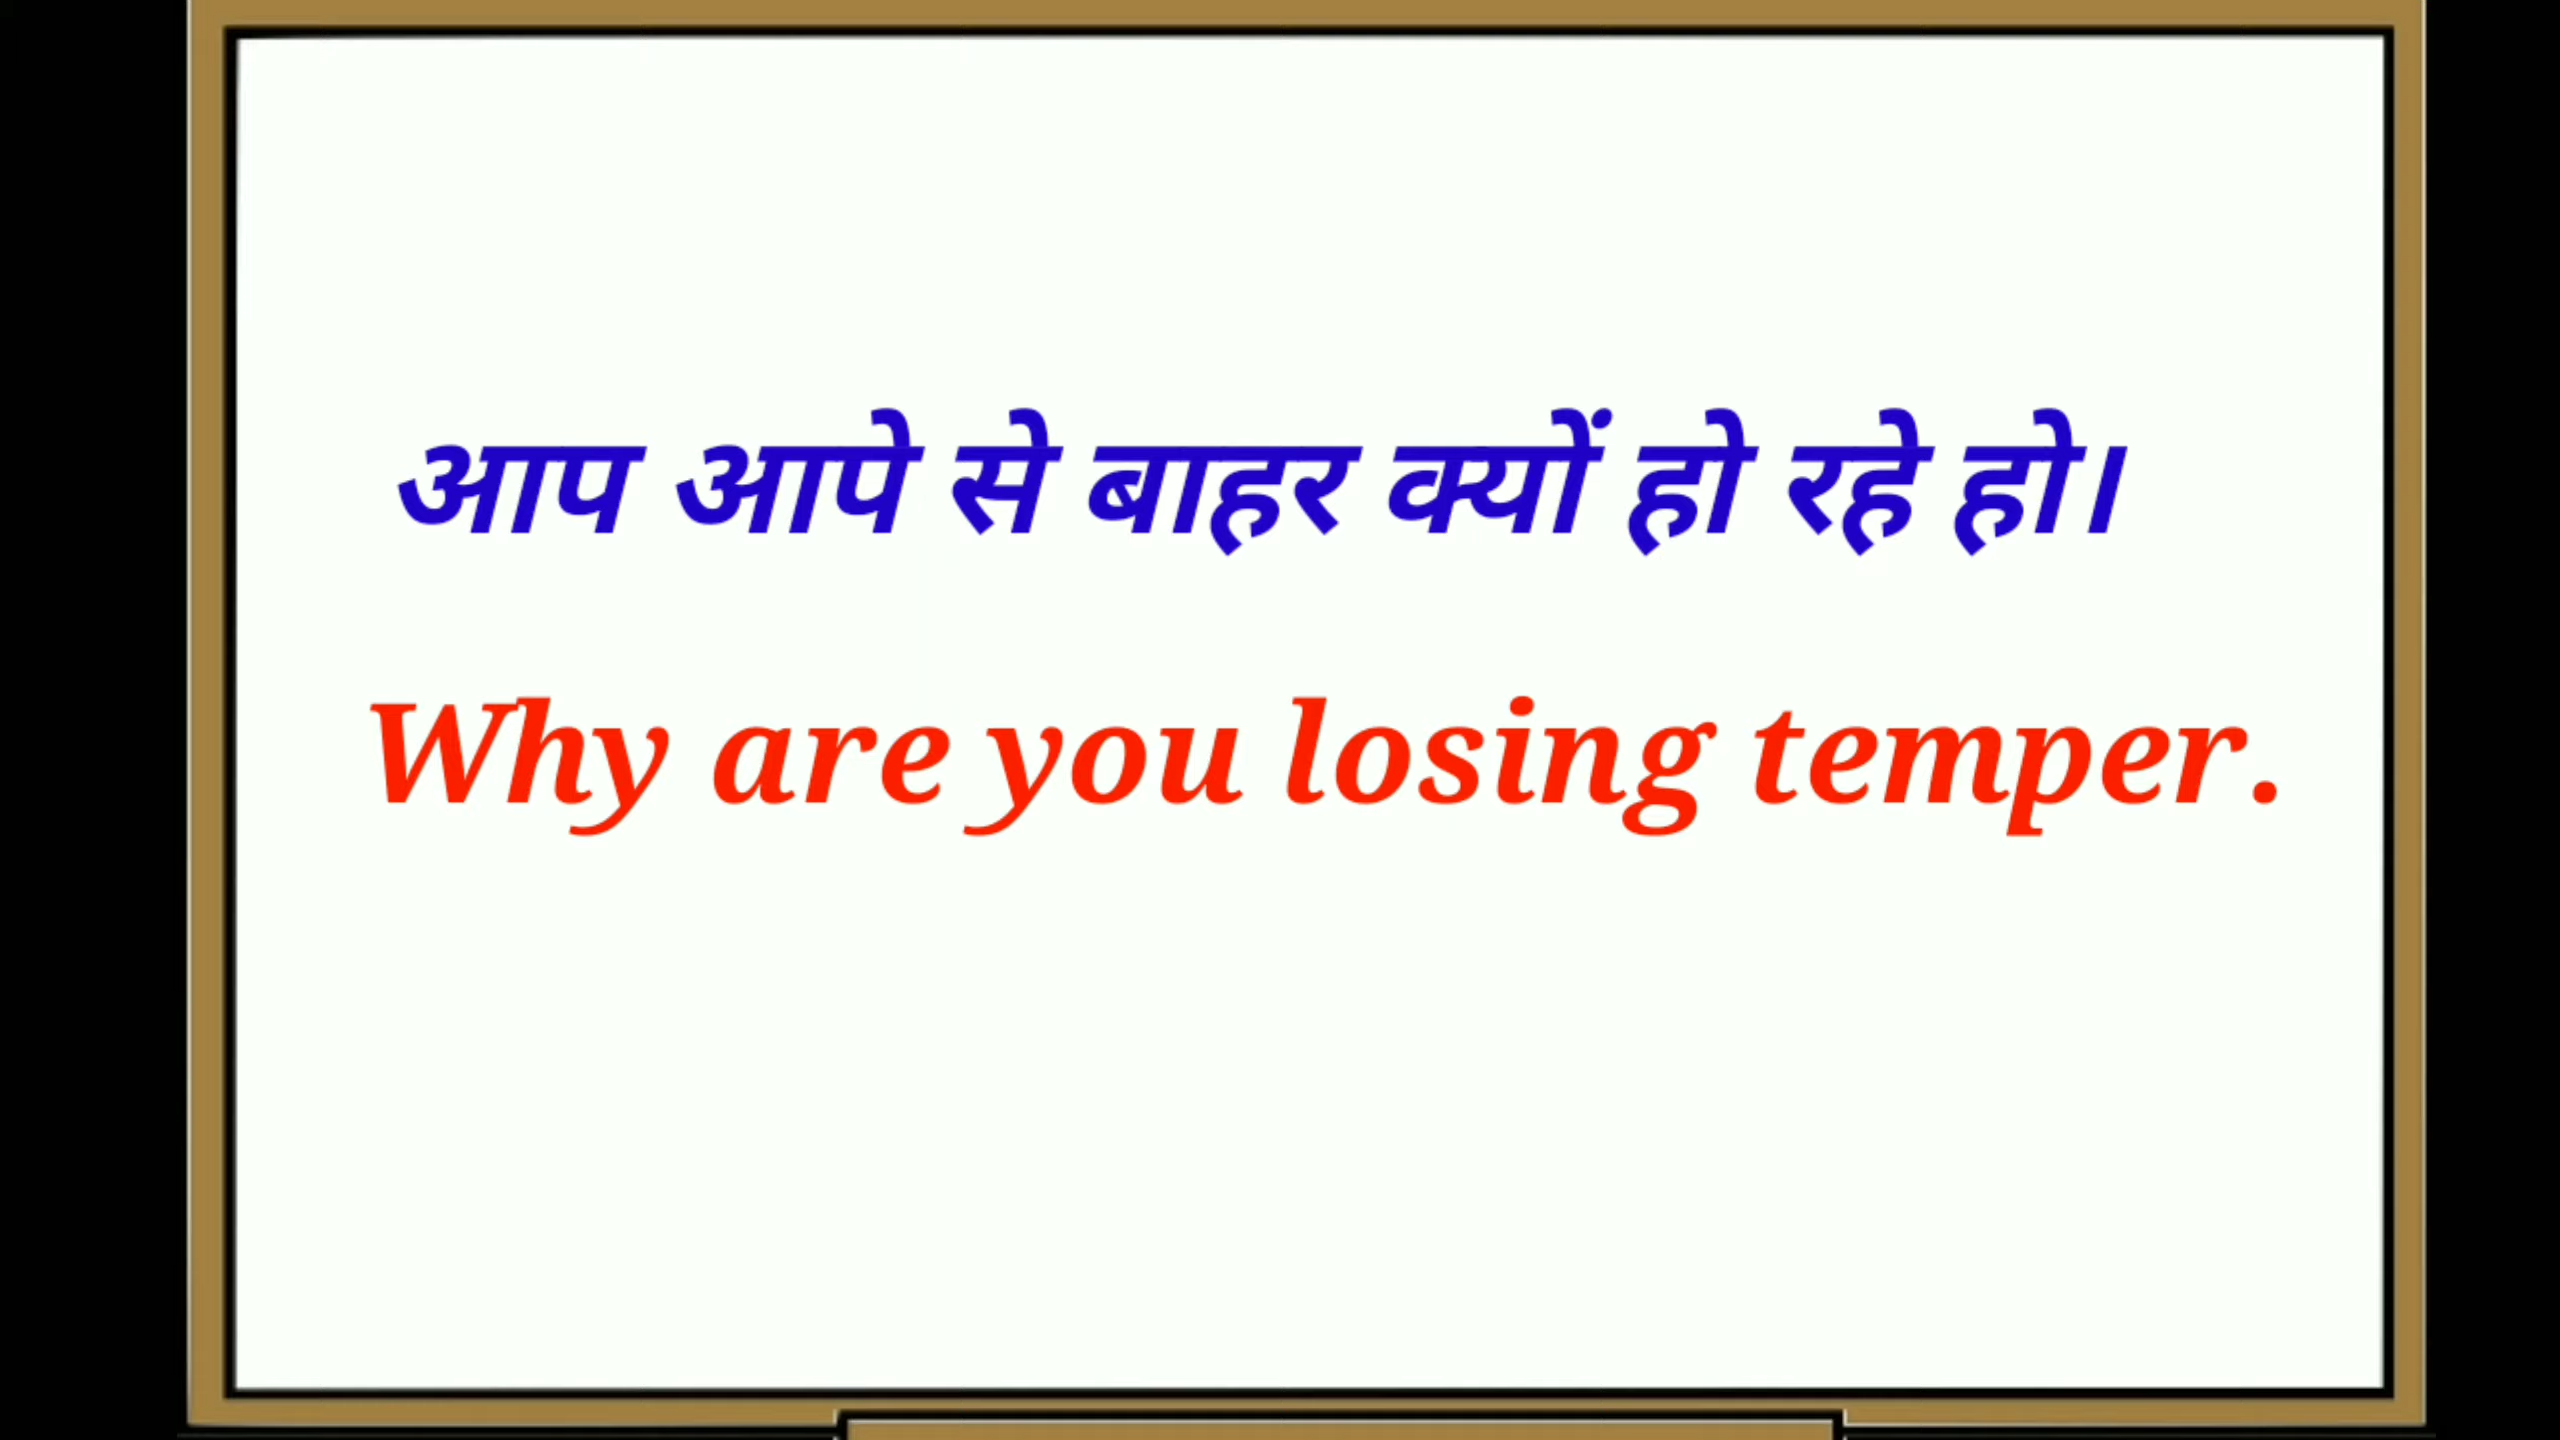 आप आपे से बाहर क्यों हो रहे हो।
Why are you losing temper.